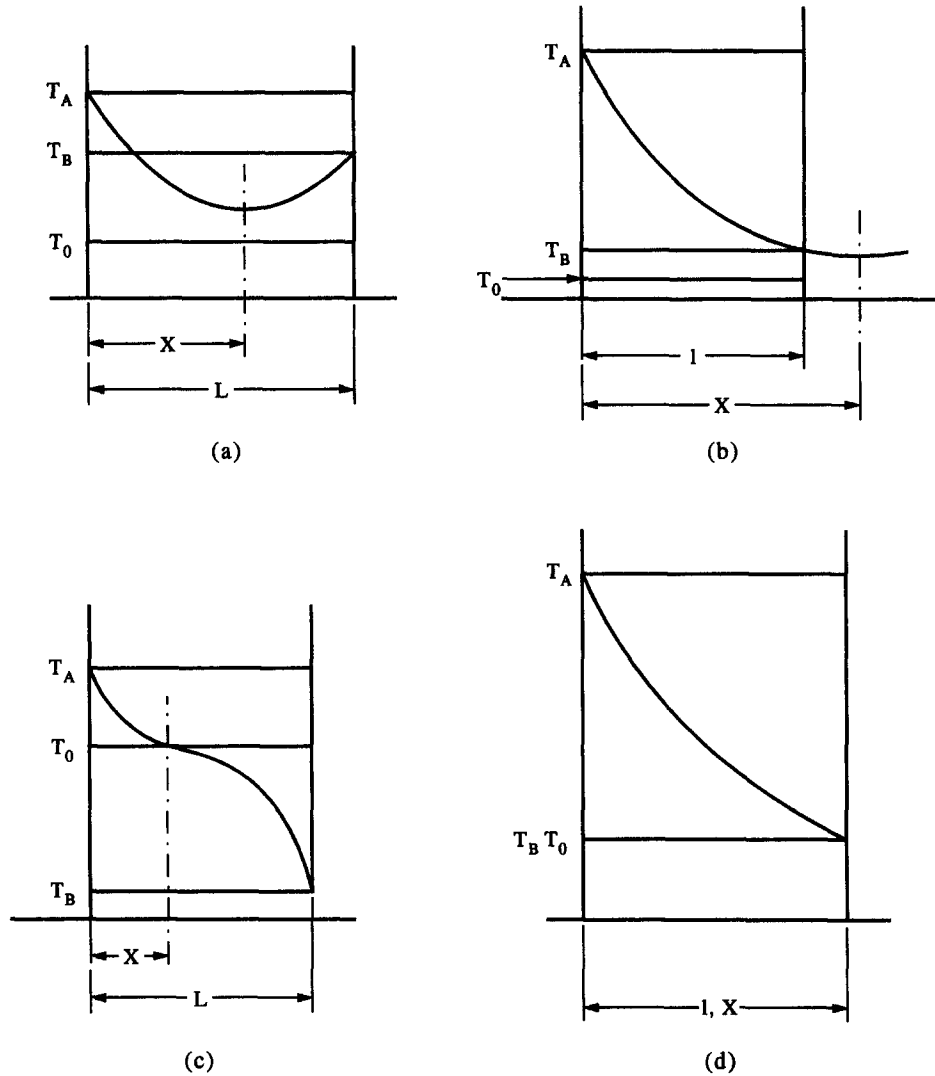 T_A
T_B
T_0
X
L
(a)
T_A
T_B
T_0
l
X
(b)
T_A
T_0
T_B
X
L
(c)
T_A
T_B T_0
l, X
(d)